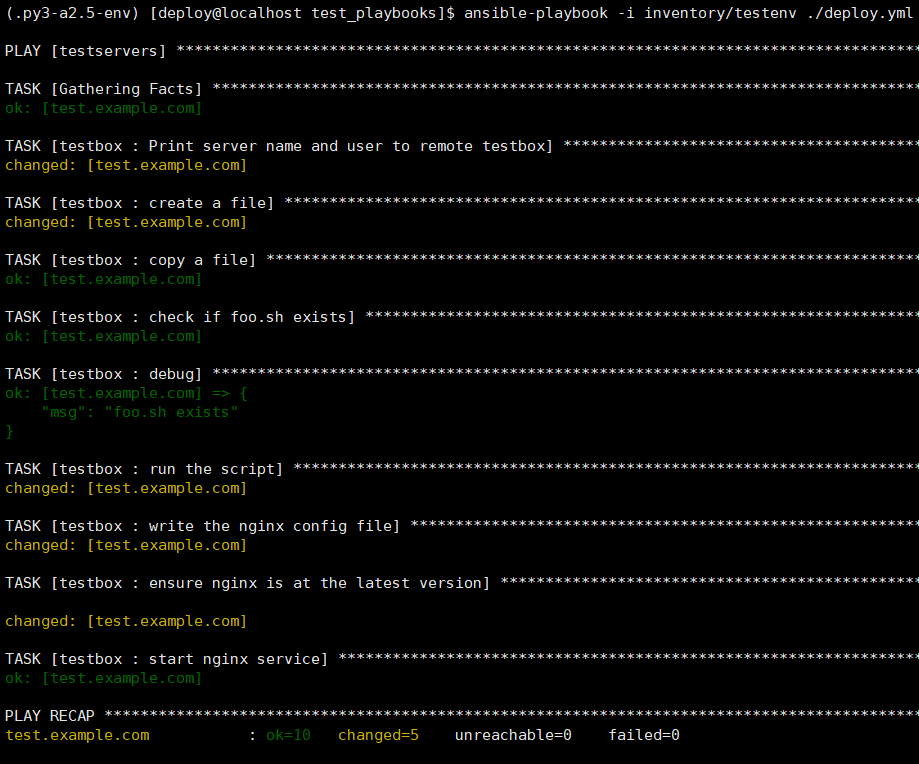 (.py3-a2.5-env) [deploy@localhost test_playbooks]$ ansible-playbook -i inventory/testenv ./deploy.yml
PLAY [testservers] **********************************************************************************
TASK [Gathering Facts] ******************************************************************************
ok: [test.example.com]
TASK [testbox : Print server name and user to remote testbox] ****************************************
changed: [test.example.com]
TASK [testbox : create a file] ***********************************************************************
changed: [test.example.com]
TASK [testbox : copy a file] *************************************************************************
ok: [test.example.com]
TASK [testbox : check if foo.sh exists] **************************************************************
ok: [test.example.com]
TASK [testbox : debug] *******************************************************************************
ok: [test.example.com] => {
    "msg": "foo.sh exists"
}
TASK [testbox : run the script] **********************************************************************
changed: [test.example.com]
TASK [testbox : write the nginx config file] *********************************************************
changed: [test.example.com]
TASK [testbox : ensure nginx is at the latest version] ***********************************************
changed: [test.example.com]
TASK [testbox : start nginx service] *****************************************************************
ok: [test.example.com]
PLAY RECAP *******************************************************************************************
test.example.com           : ok=10   changed=5    unreachable=0    failed=0